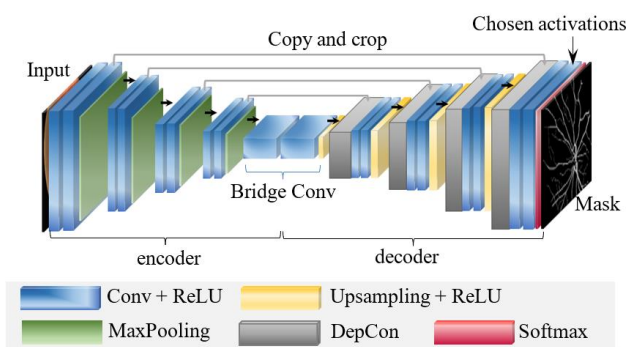 Chosen activations
Copy and crop
Input
Bridge Conv
Mask
encoder
decoder
Conv + ReLU
Upsampling + ReLU
MaxPooling
DepCon
Softmax